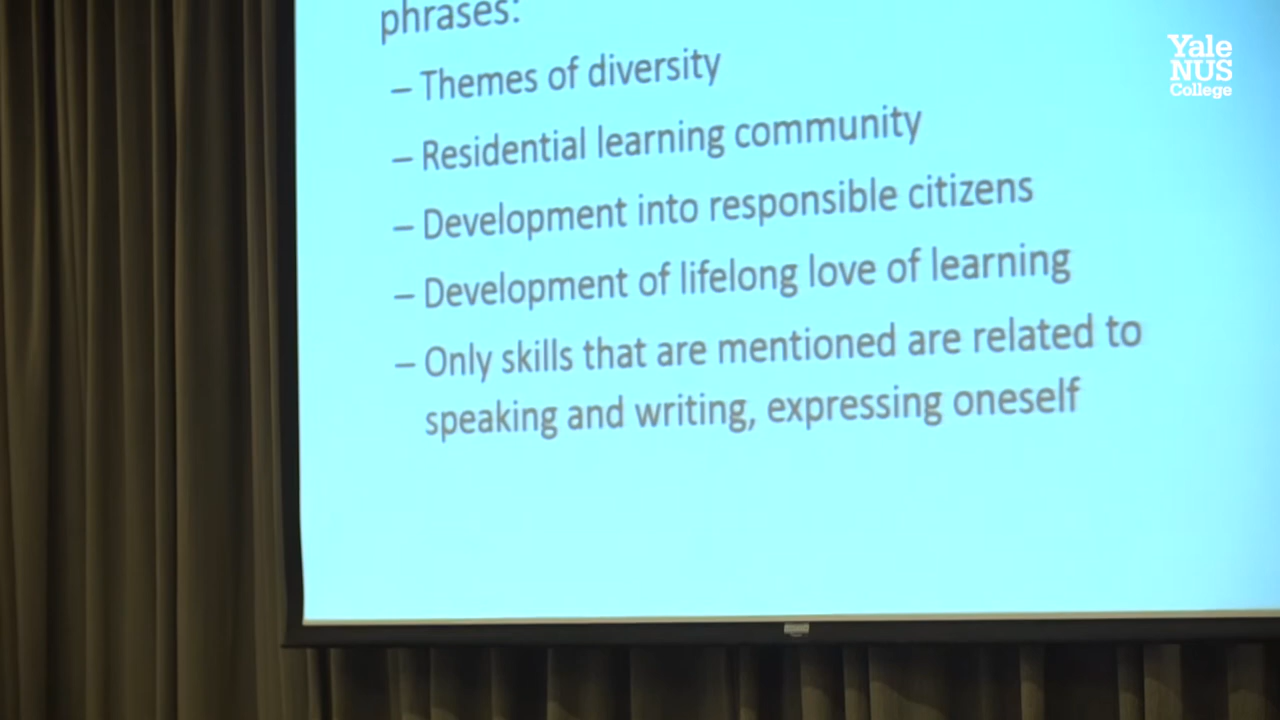 phrases:
– Themes of diversity
– Residential learning community
– Development into responsible citizens
– Development of lifelong love of learning
– Only skills that are mentioned are related to
speaking and writing, expressing oneself
Yale
NUS
College